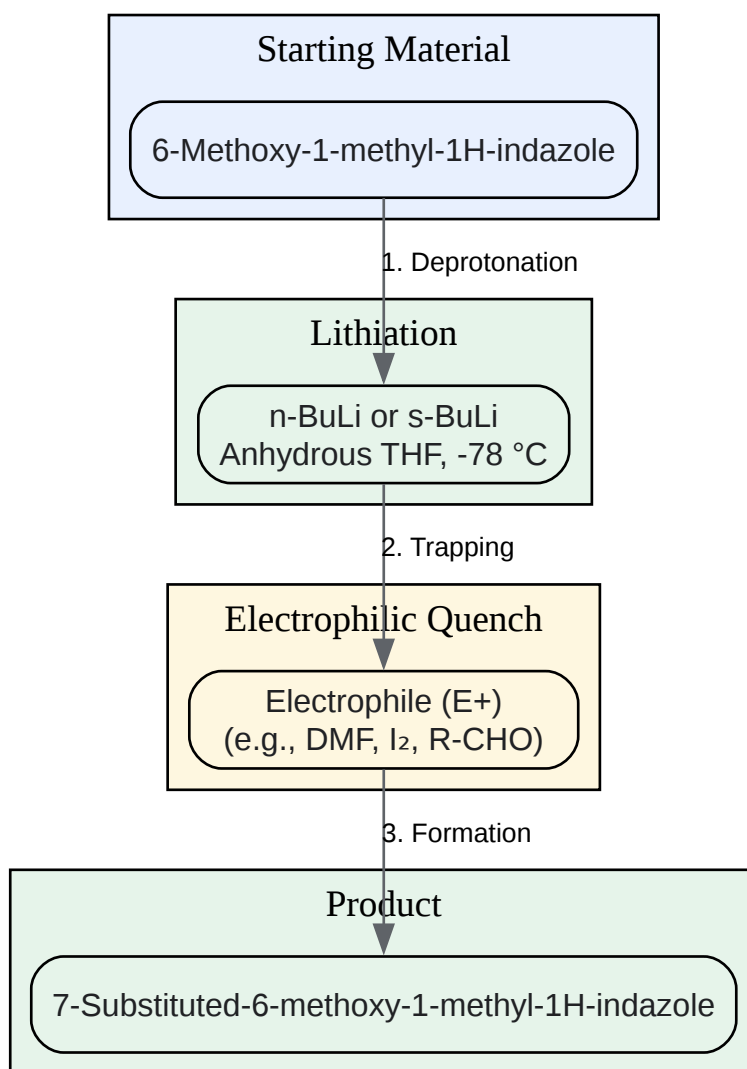 Starting Material
6-Methoxy-1-methyl-1H-indazole
1. Deprotonation
Lithiation
n-BuLi or s-BuLi
Anhydrous THF, -78 °C
2. Trapping
Electrophilic Quench
Electrophile (E+)
(e.g., DMF, I₂, R-CHO)
3. Formation
Product
7-Substituted-6-methoxy-1-methyl-1H-indazole